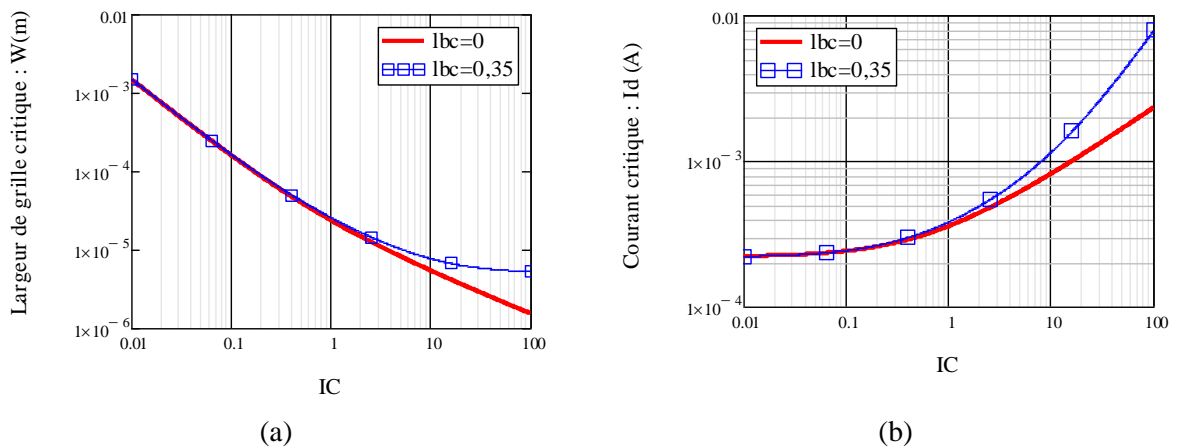 Largeur de grille critique : W(m)
0.01
1×10⁻³
1×10⁻⁴
1×10⁻⁵
1×10⁻⁶
lbc=0
lbc=0,35
0.01 0.1 1 10 100
IC
(a)
Courant critique : Id (A)
0.01
1×10⁻³
1×10⁻⁴
lbc=0
lbc=0,35
0.01 0.1 1 10 100
IC
(b)